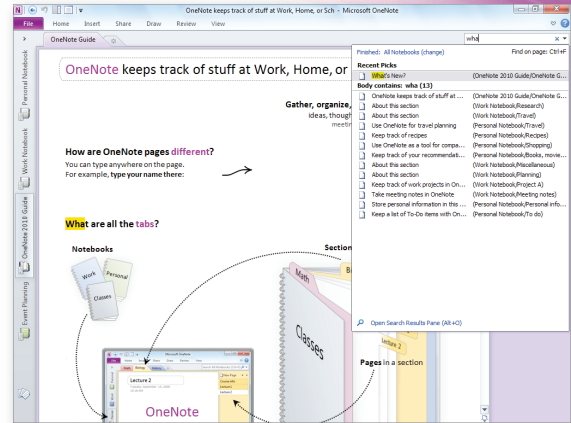 OneNote keeps track of stuff at Work, Home, or Sch - Microsoft OneNote
File Home Insert Share Draw Review View
OneNote Guide
wha
Finished: All Notebooks (change) Find on page: Ctrl+F
Recent Picks
What's New? (OneNote 2010 Guide/OneNote G...
Body contains: wha (13)
OneNote keeps track of stuff at ... (OneNote 2010 Guide/OneNote G...
About this section (Work Notebook/Research)
About this section (Work Notebook/Travel)
Use OneNote for travel planning (Personal Notebook/Travel)
Keep track of recipes (Personal Notebook/Recipes)
Use OneNote as a tool for compa... (Personal Notebook/Shopping)
Keep track of your recommendati... (Personal Notebook/Books, movie...
About this section (Work Notebook/Miscellaneous)
About this section (Work Notebook/Planning)
Keep track of work projects in On... (Work Notebook/Project A)
Take meeting notes in OneNote (Work Notebook/Meeting notes)
Store personal information in this ... (Personal Notebook/Personal info...
Keep a list of To-Do items with On... (Personal Notebook/To do)
Open Search Results Pane (Alt+O)
Personal Notebook
Work Notebook
OneNote 2010 Guide
Event Planning
OneNote keeps track of stuff at Work, Home, or
Gather, organize,
Ideas, though
meetin
How are OneNote pages different?
You can type anywhere on the page.
For example, type your name there:
What are all the tabs?
Notebooks
Work
Personal
Classes
Section
Math
B
Classes
Lecture 2
Pages in a section
Lecture 2
OneNote